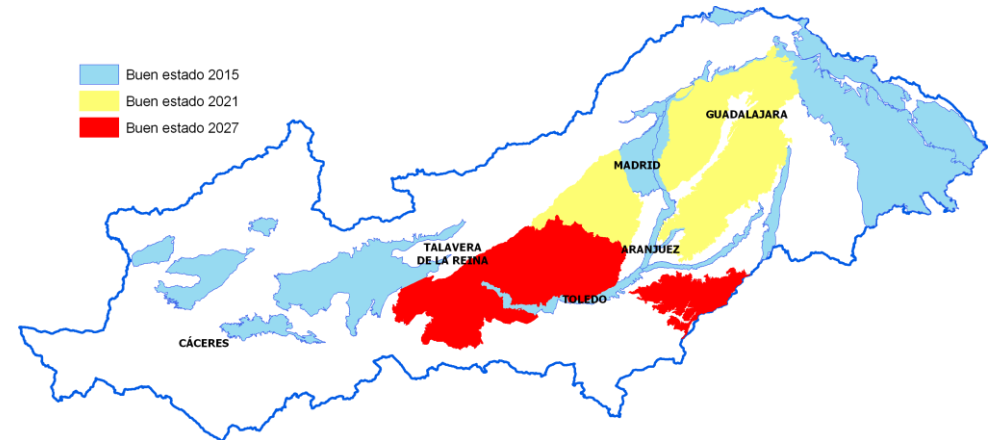 Buen estado 2015
Buen estado 2021
Buen estado 2027
GUADALAJARA
MADRID
TALAVERA
DE LA REINA
ARANJUEZ
TOLEDO
CÁCERES